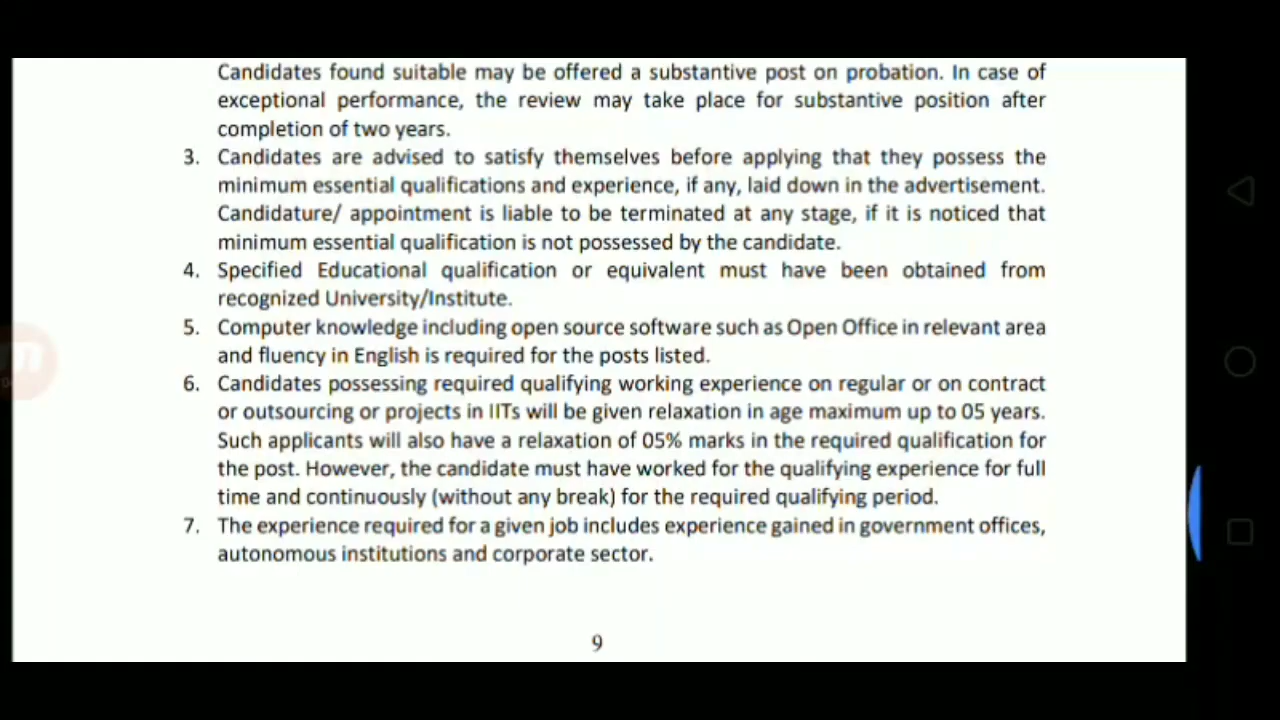 Candidates found suitable may be offered a substantive post on probation. In case of
exceptional performance, the review may take place for substantive position after
completion of two years.
3. Candidates are advised to satisfy themselves before applying that they possess the
minimum essential qualifications and experience, if any, laid down in the advertisement.
Candidature/ appointment is liable to be terminated at any stage, if it is noticed that
minimum essential qualification is not possessed by the candidate.
4. Specified Educational qualification or equivalent must have been obtained from
recognized University/Institute.
5. Computer knowledge including open source software such as Open Office in relevant area
and fluency in English is required for the posts listed.
6. Candidates possessing required qualifying working experience on regular or on contract
or outsourcing or projects in IITs will be given relaxation in age maximum up to 05 years.
Such applicants will also have a relaxation of 05% marks in the required qualification for
the post. However, the candidate must have worked for the qualifying experience for full
time and continuously (without any break) for the required qualifying period.
7. The experience required for a given job includes experience gained in government offices,
autonomous institutions and corporate sector.
9